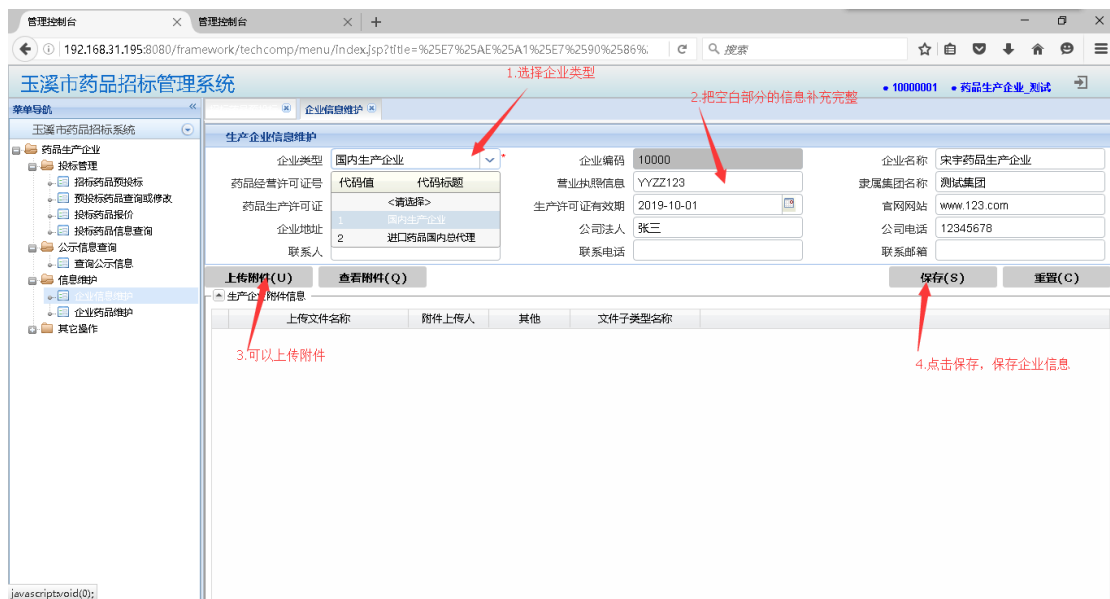 管理控制台
管理控制台
192.168.31.195:8080/framework/techcomp/menu/index.jsp?title=%25E7%25AE%25A1%25E7%2590%2586%
搜索
玉溪市药品招标管理系统
10000001
药品生产企业_测试
1.选择企业类型
2.把空白部分的信息补充完整
菜单导航
企业信息维护
玉溪市药品招标系统
药品生产企业
投标管理
招标药品预投标
预投标药品查询或修改
投标药品报价
投标药品信息查询
公示信息查询
查询公示信息
信息维护
企业信息维护
企业药品维护
其它操作
生产企业信息维护
企业类型 国内生产企业 * 企业编码 10000 企业名称 宋宇药品生产企业
药品经营许可证号 营业执照信息 YYZZ123 隶属集团名称 测试集团
药品生产许可证 生产许可证有效期 2019-10-01 官网网站 www.123.com
企业地址 公司法人 张三 公司电话 12345678
联系人 联系电话 联系邮箱
代码值 代码标题
<请选择>
1 国内生产企业
2 进口药品国内总代理
上传附件(U) 查看附件(Q) 保存(S) 重置(C)
生产企业附件信息
上传文件名称 附件上传人 其他 文件子类型名称
3.可以上传附件
4.点击保存，保存企业信息
javascript:void(0);